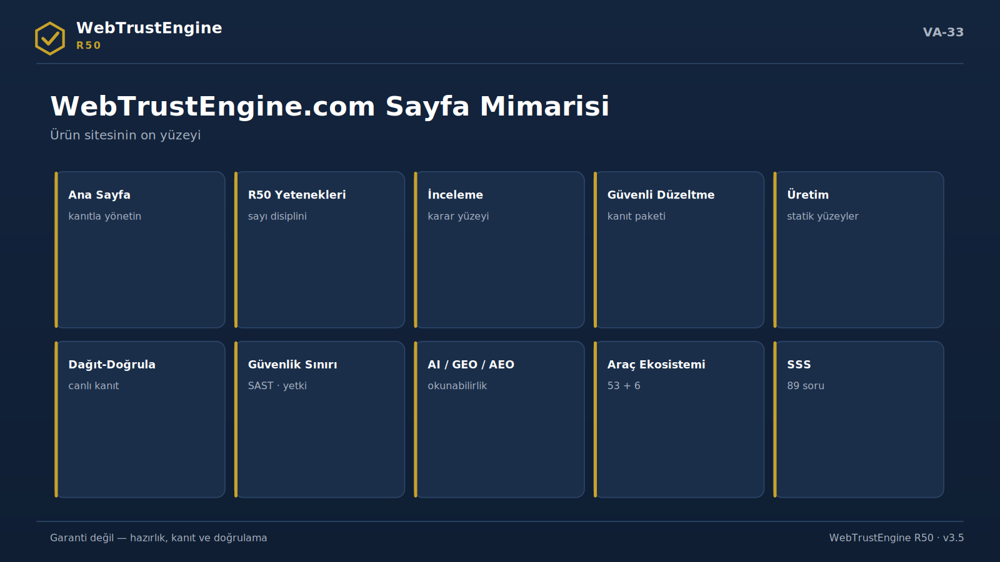 WebTrustEngine
R50
VA-33
WebTrustEngine.com Sayfa Mimarisi
Ürün sitesinin on yüzeyi
Ana Sayfa
kanıtla yönetin
R50 Yetenekleri
sayı disiplini
İnceleme
karar yüzeyi
Güvenli Düzeltme
kanıt paketi
Üretim
statik yüzeyler
Dağıt-Doğrula
canlı kanıt
Güvenlik Sınırı
SAST · yetki
AI / GEO / AEO
okunabilirlik
Araç Ekosistemi
53 + 6
SSS
89 soru
Garanti değil — hazırlık, kanıt ve doğrulama
WebTrustEngine R50 · v3.5